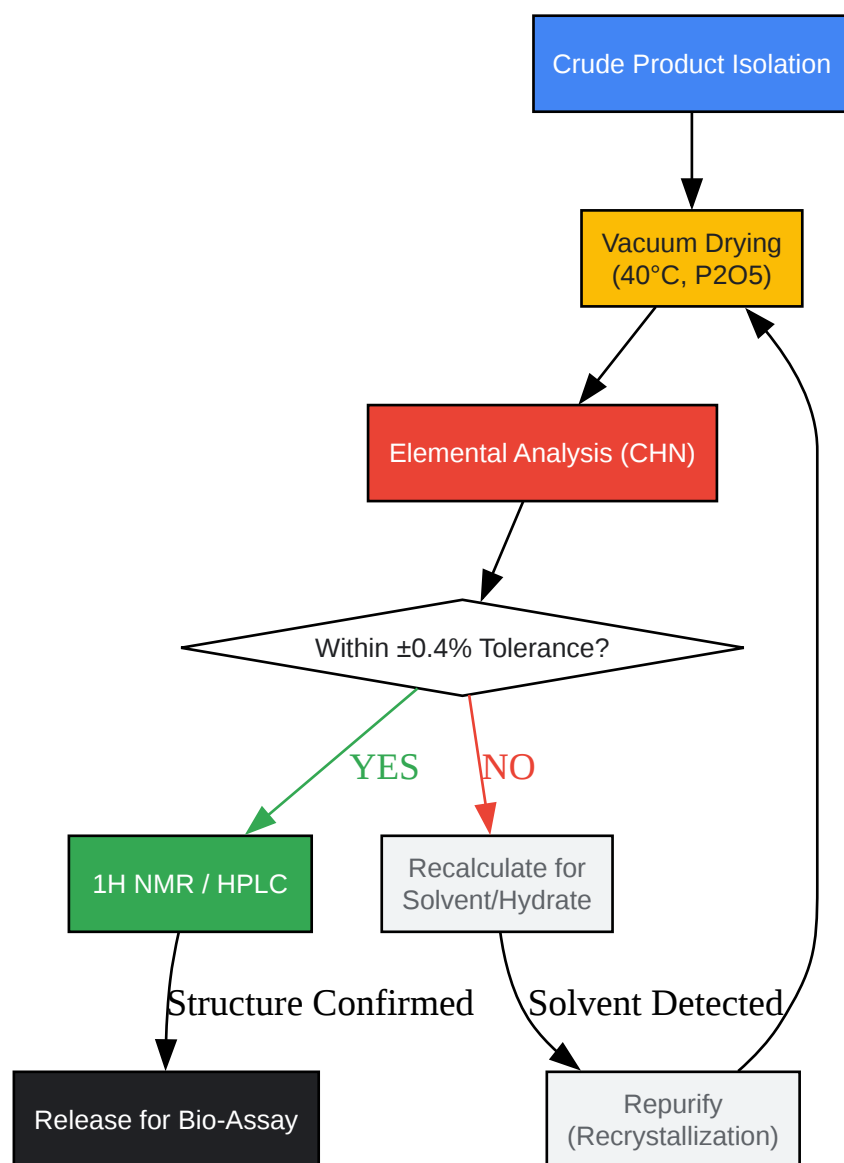 Crude Product Isolation
Vacuum Drying
(40°C, P2O5)
Elemental Analysis (CHN)
Within ±0.4% Tolerance?
YES
NO
1H NMR / HPLC
Recalculate for
Solvent/Hydrate
Structure Confirmed
Solvent Detected
Release for Bio-Assay
Repurify
(Recrystallization)